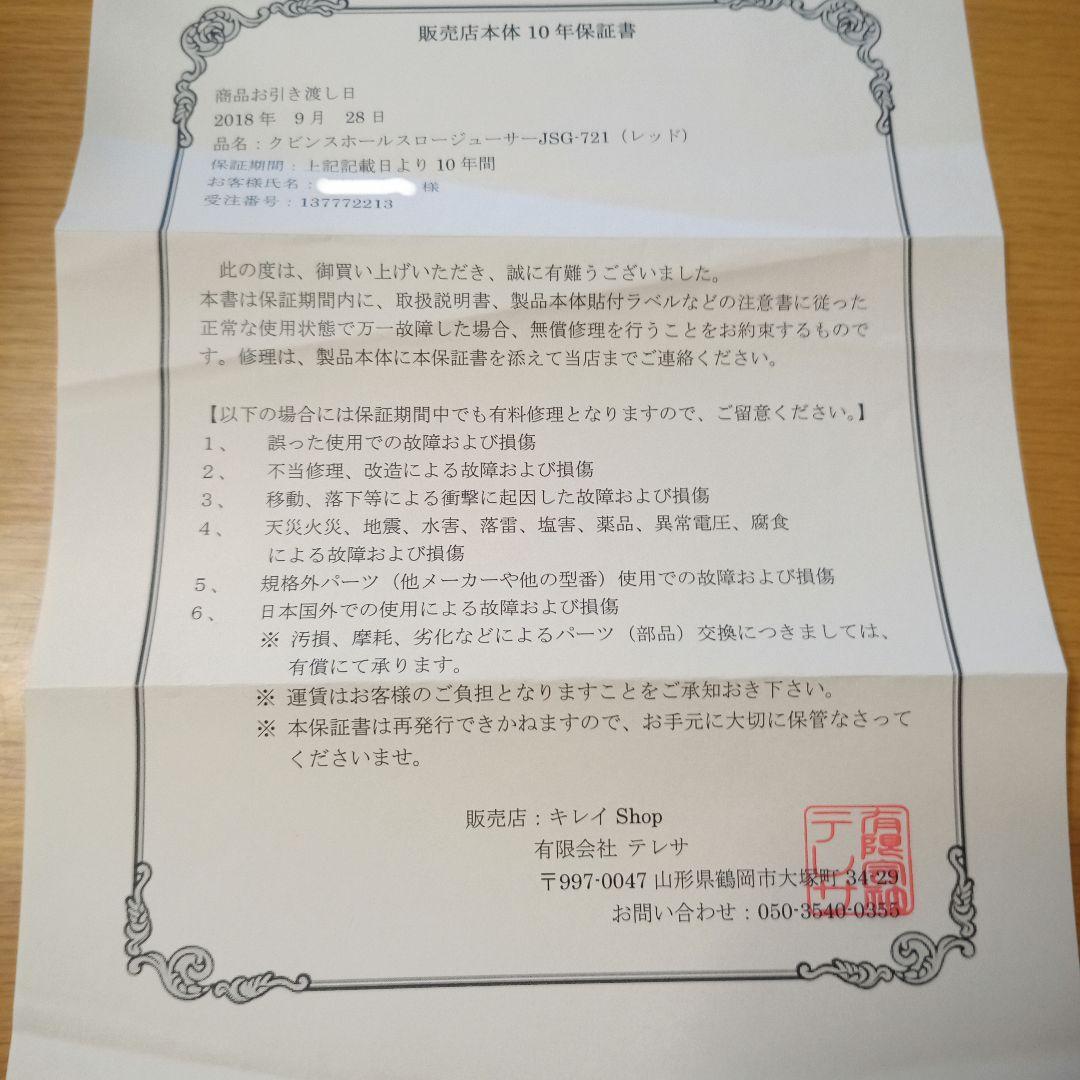 販売店本体10年保証書
商品お引き渡し日
2018年 9月 28日
品名：クビンスホールスロージューサーJSG-721（レッド）
保証期間：上記記載日より10年間
お客様氏名： 様
受注番号：137772213
此の度は、御買い上げいただき、誠に有難うございました。
本書は保証期間内に、取扱説明書、製品本体貼付ラベルなどの注意書に従った
正常な使用状態で万一故障した場合、無償修理を行うことをお約束するもので
す。修理は、製品本体に本保証書を添えて当店までご連絡ください。
【以下の場合には保証期間中でも有料修理となりますので、ご留意ください。】
1、 誤った使用での故障および損傷
2、 不当修理、改造による故障および損傷
3、 移動、落下等による衝撃に起因した故障および損傷
4、 天災火災、地震、水害、落雷、塩害、薬品、異常電圧、腐食
による故障および損傷
5、 規格外パーツ（他メーカーや他の型番）使用での故障および損傷
6、 日本国外での使用による故障および損傷
※ 汚損、摩耗、劣化などによるパーツ（部品）交換につきましては、
有償にて承ります。
※ 運賃はお客様のご負担となりますことをご承知おき下さい。
※ 本保証書は再発行できかねますので、お手元に大切に保管なさって
くださいませ。
販売店：キレイ Shop
有限会社 テレサ
〒997-0047 山形県鶴岡市大塚町 34-29
お問い合わせ：050-3540-0355
有限会社
テレサ